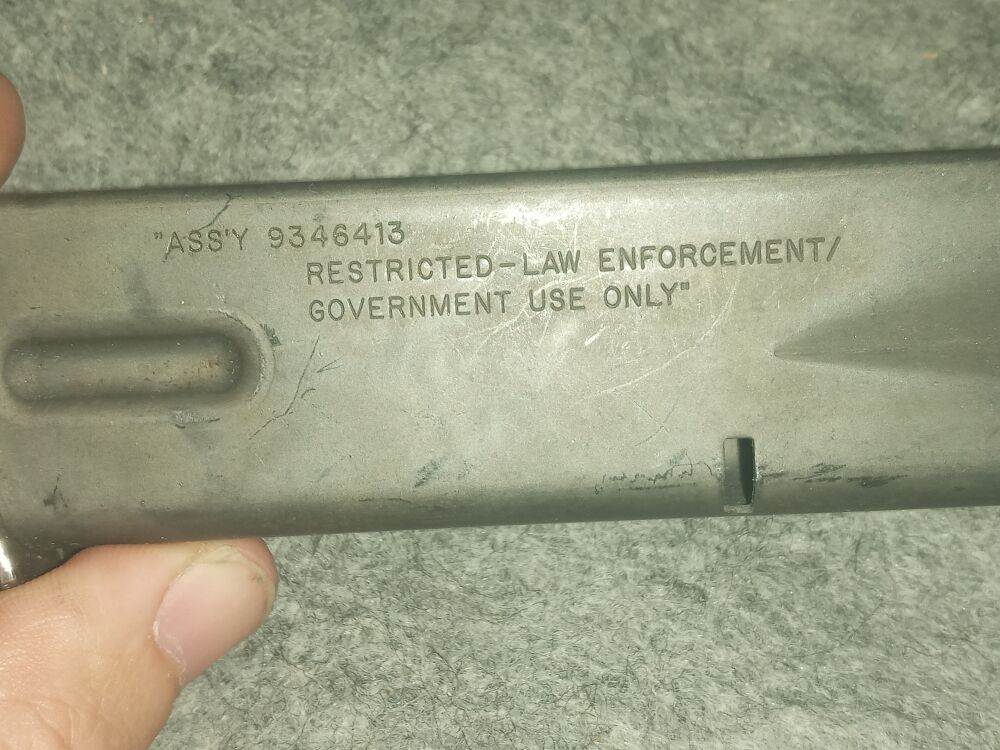 "ASS'Y 9346413
RESTRICTED-LAW ENFORCEMENT/
GOVERNMENT USE ONLY"